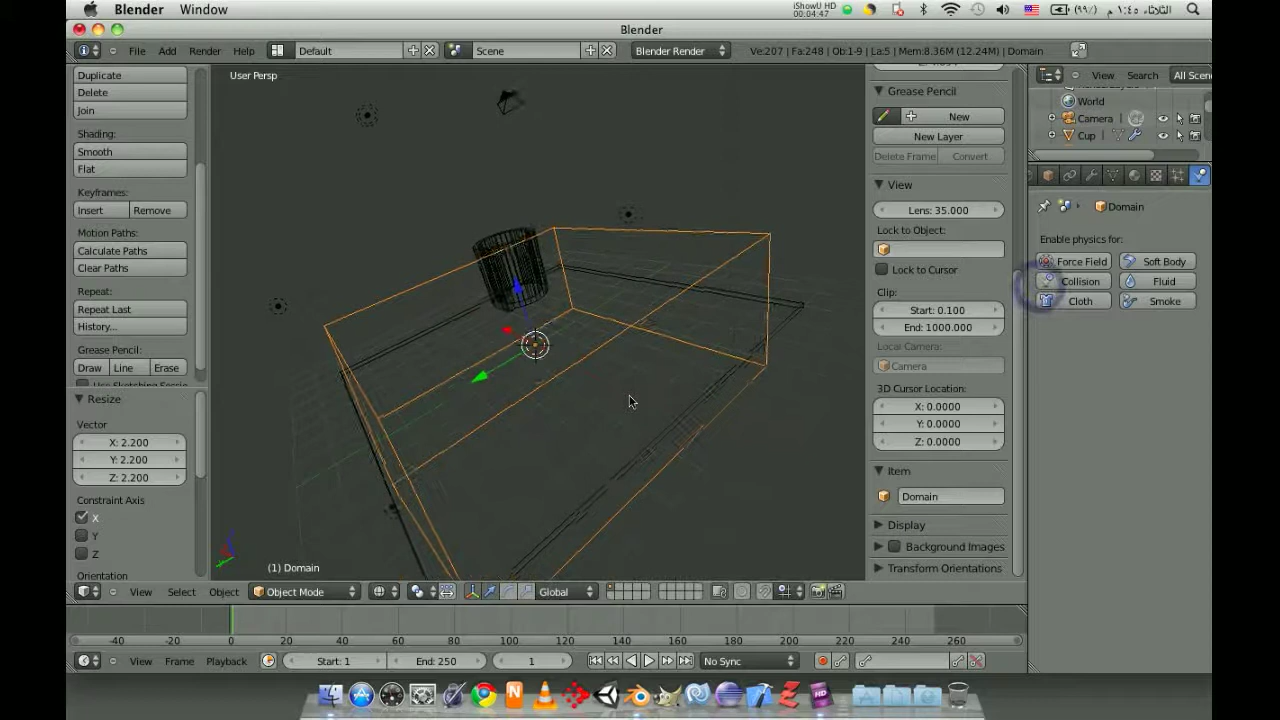 Blender Window
iShowU HD
00:04:47
(٩٩٪)
الثلاثاء ١:٤٥ م
Blender
File Add Render Help Default Scene Blender Render Ve:207 | Fa:248 | Ob:1-9 | La:5 | Mem:8.36M (12.24M) | Domain
View Search All Scen
User Persp
Duplicate
Delete
Join
Shading:
Smooth
Flat
Keyframes:
Insert Remove
Motion Paths:
Calculate Paths
Clear Paths
Repeat:
Repeat Last
History...
Grease Pencil:
Draw Line Erase
Resize
Vector
X: 2.200
Y: 2.200
Z: 2.200
Constraint Axis
X
Y
Z
Orientation
(1) Domain
Grease Pencil
New
New Layer
Delete Frame Convert
View
Lens: 35.000
Lock to Object:
Lock to Cursor
Clip:
Start: 0.100
End: 1000.000
Local Camera:
Camera
3D Cursor Location:
X: 0.0000
Y: 0.0000
Z: 0.0000
Item
Domain
Display
Background Images
Transform Orientations
World
Camera
Cup
Domain
Enable physics for:
Force Field Soft Body
Collision Fluid
Cloth Smoke
View Select Object Object Mode Global
-40 -20 0 20 40 60 80 100 120 140 160 180 200 220 240 260
View Frame Playback Start: 1 End: 250 1 No Sync